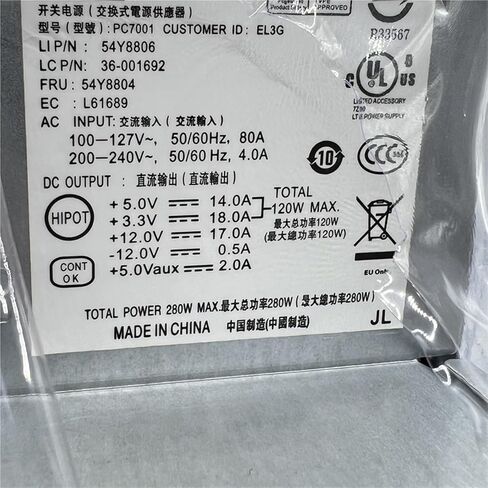 开关电源（交换式電源供應器）
型号(型號): PC7001 CUSTOMER ID: EL3G
LI P/N : 54Y8806
LC P/N : 36-001692
FRU : 54Y8804
EC : L61689
AC INPUT: 交流输入（交流輸入）
100—127V~, 50/60Hz, 80A
200—240V~, 50/60 Hz, 4.0A
R33567
UL
C US
8
LISTED
ACCESSORY
POWER SUPPLY
10
CCC
DC OUTPUT : 直流输出（直流輸出）
HIPOT
+ 5.0V 14.0A
+ 3.3V 18.0A
+12.0V 17.0A
-12.0V 0.5A
+5.0Vaux 2.0A
TOTAL
120W MAX.
最大总功率120W
(最大總功率120W)
CONT
OK
EU Only
TOTAL POWER 280W MAX.最大总功率280W（最大總功率280W）
MADE IN CHINA 中国制造(中國製造)
JL